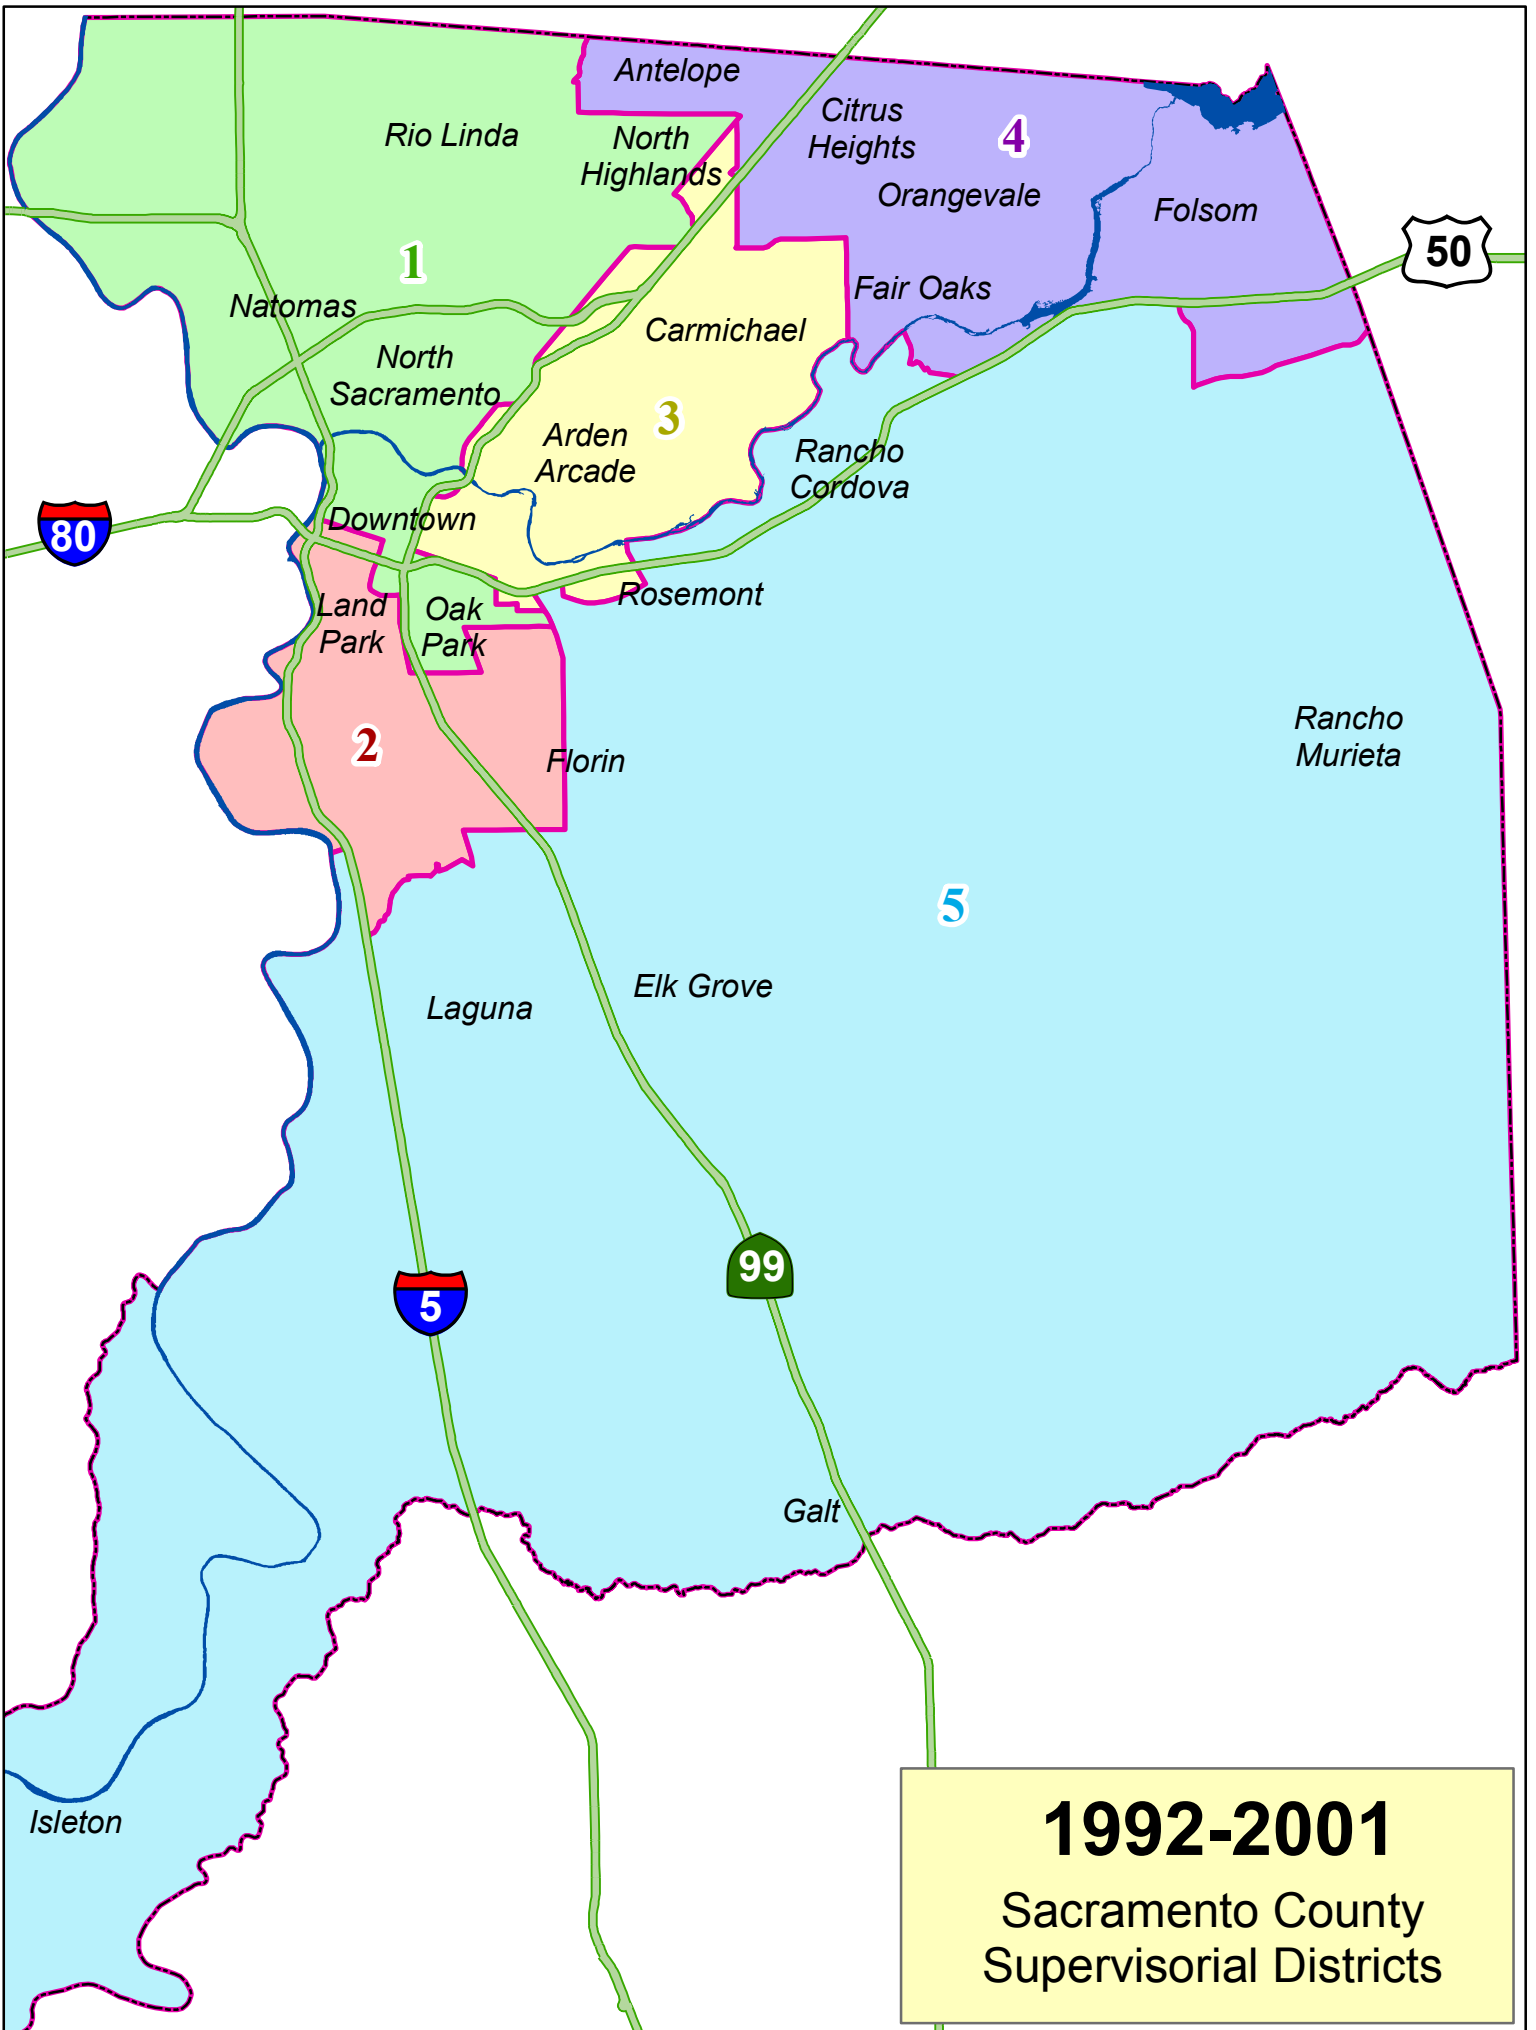 Antelope
Citrus
Heights
4
Rio Linda
North
Highlands
Orangevale
Folsom
50
1
Natomas
Fair Oaks
Carmichael
North
Sacramento
3
Arden
Arcade
Rancho
Cordova
80
Downtown
Land
Park
Oak
Park
Rosemont
2
Florin
Rancho
Murieta
5
Laguna
Elk Grove
99
5
Galt
Isleton
1992-2001
Sacramento County
Supervisorial Districts